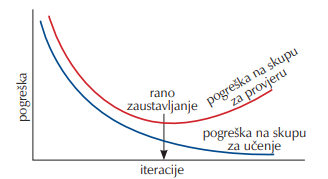 pogreška
rano
zaustavljanje
pogreška na skupu
za provjeru
pogreška na skupu
za učenje
iteracije